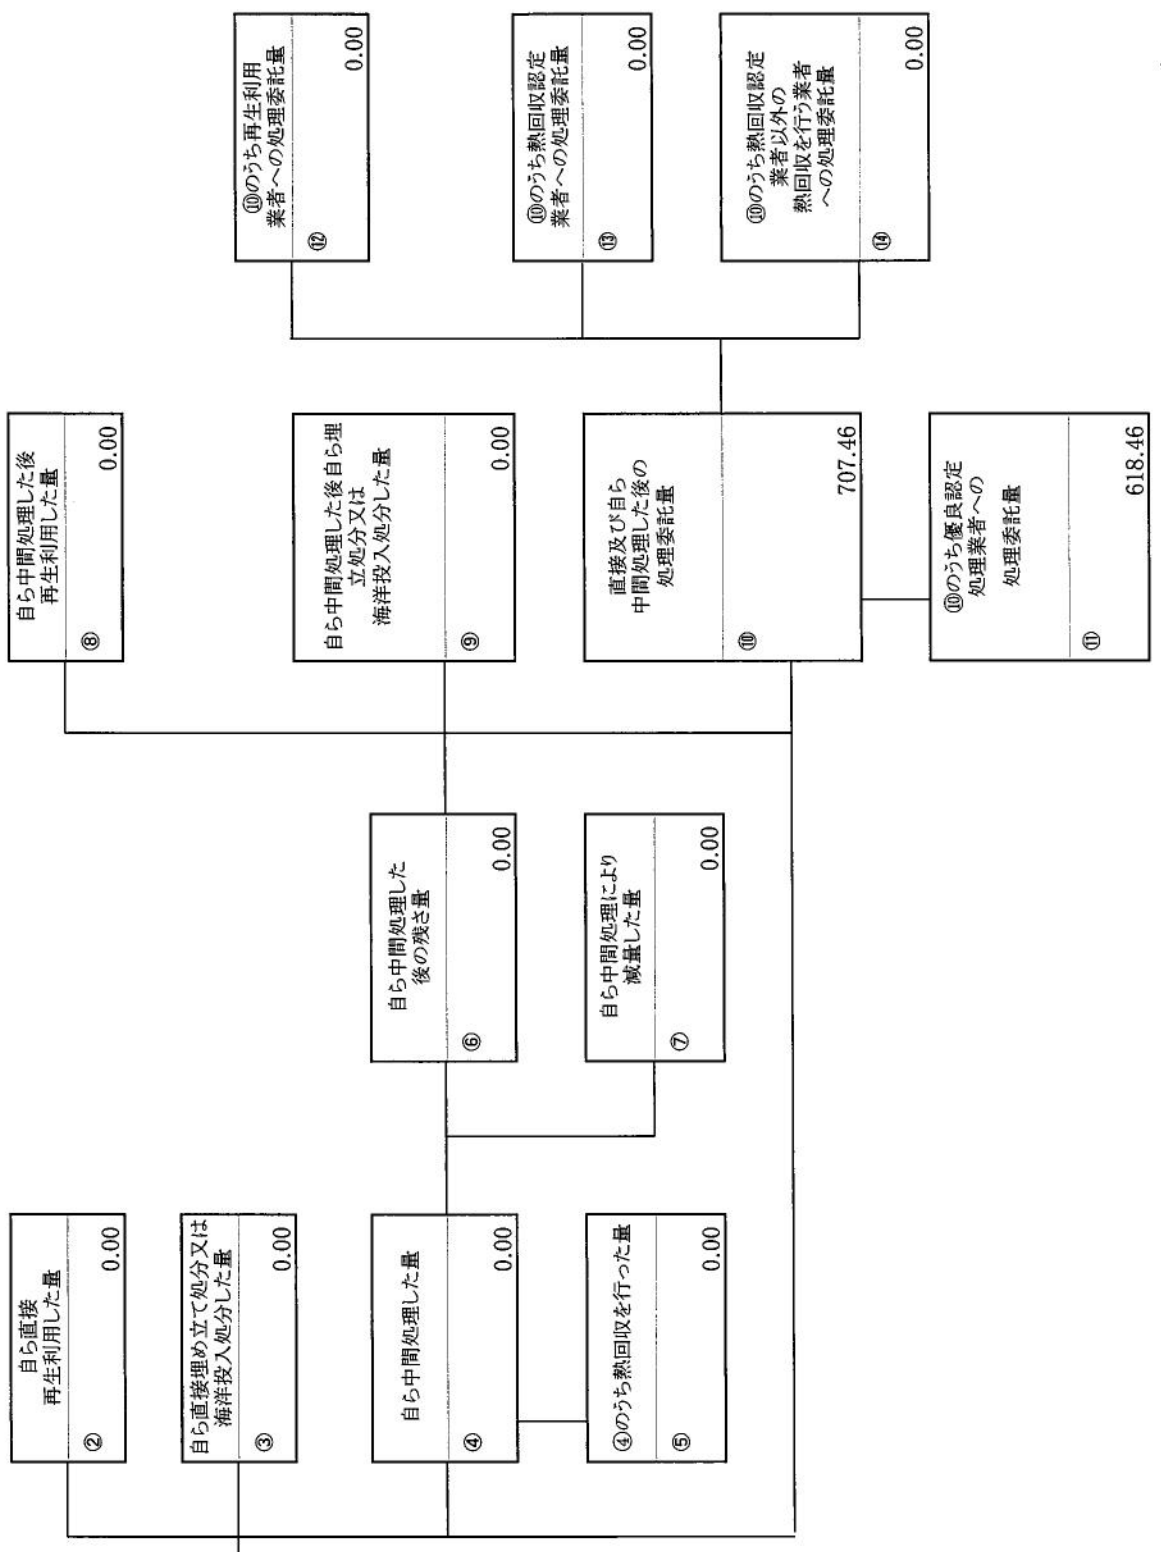 自ら直接
再生利用した量
②
0.00
自ら直接埋め立て処分又は
海洋投入処分した量
③
0.00
自ら中間処理した量
④
0.00
④のうち熱回収を行った量
⑤
0.00
自ら中間処理した
後の残さ量
⑥
0.00
自ら中間処理により
減量した量
⑦
0.00
自ら中間処理した後
再生利用した量
⑧
0.00
自ら中間処理した後自ら埋
立処分又は
海洋投入処分した量
⑨
0.00
直接及び自ら
中間処理した後の
処理委託量
⑩
707.46
⑩のうち優良認定
処理業者への
処理委託量
⑪
618.46
⑩のうち再生利用
業者への処理委託量
⑫
0.00
⑩のうち熱回収認定
業者への処理委託量
⑬
0.00
⑩のうち熱回収認定
業者以外の
熱回収を行う業者
への処理委託量
⑭
0.00